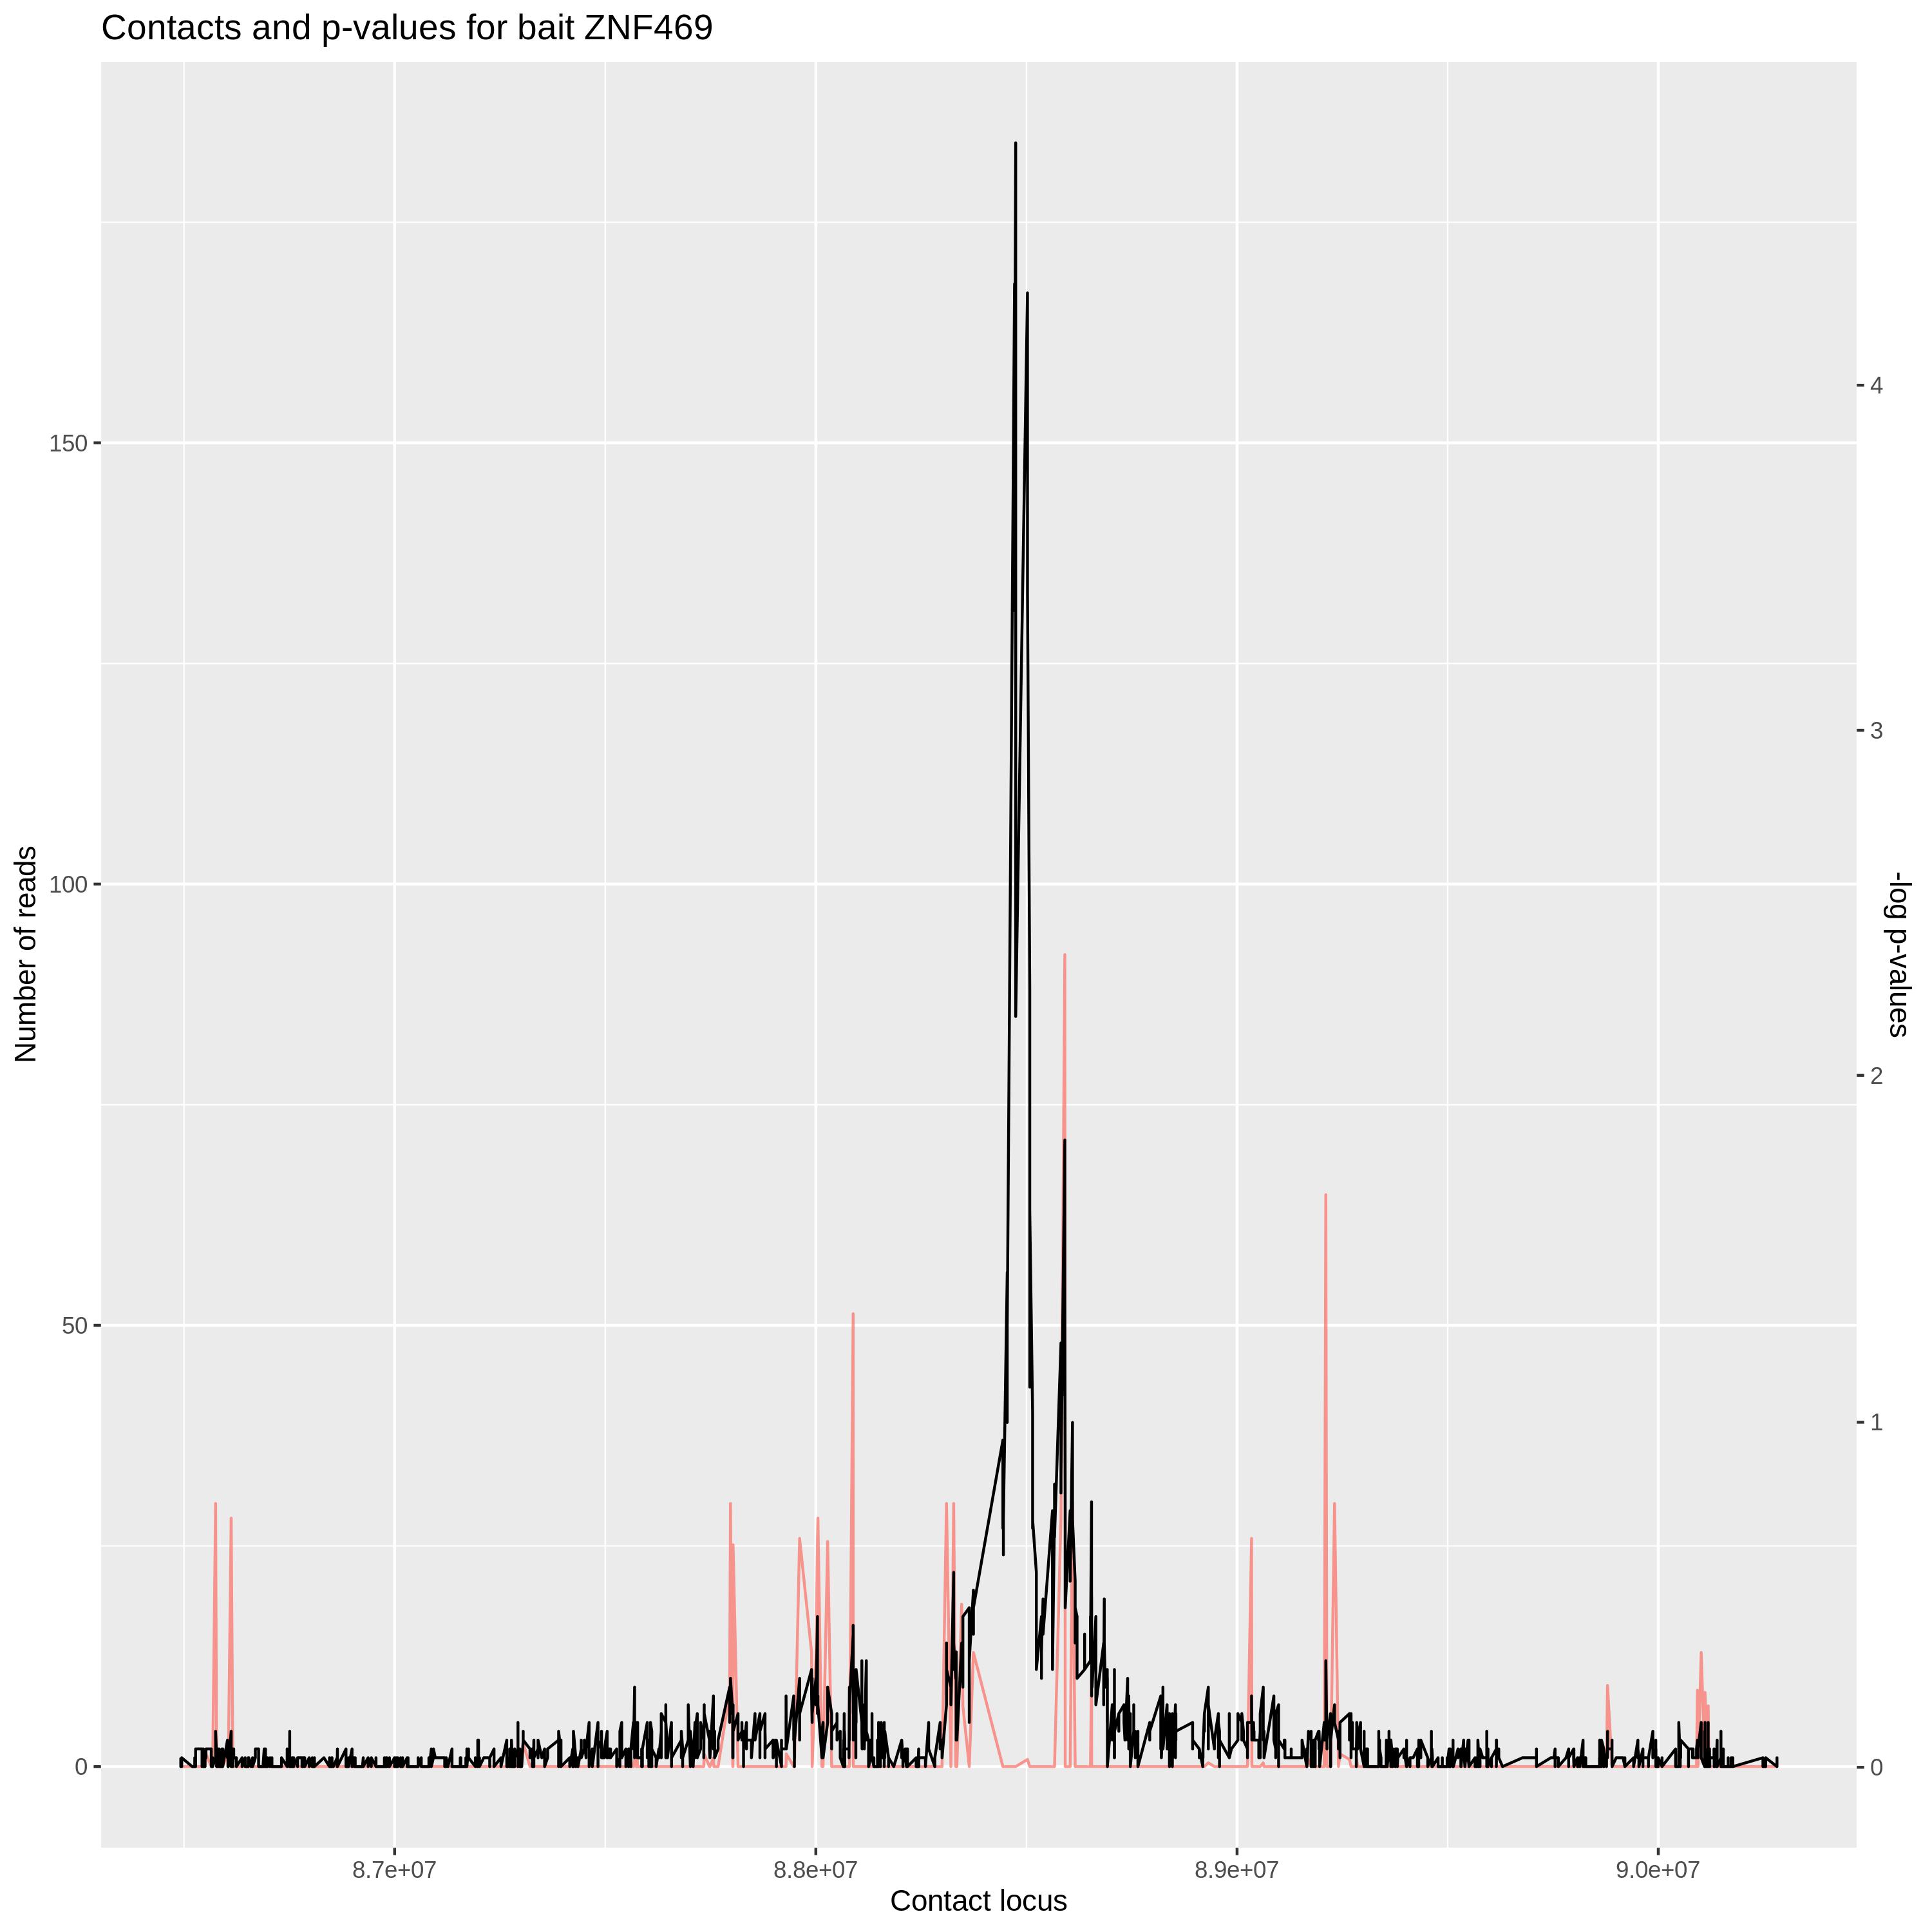 Contacts and p-values for bait ZNF469
Number of reads
150
100
50
0
-log p-values
4
3
2
1
0
8.7e+07
8.8e+07
8.9e+07
9.0e+07
Contact locus